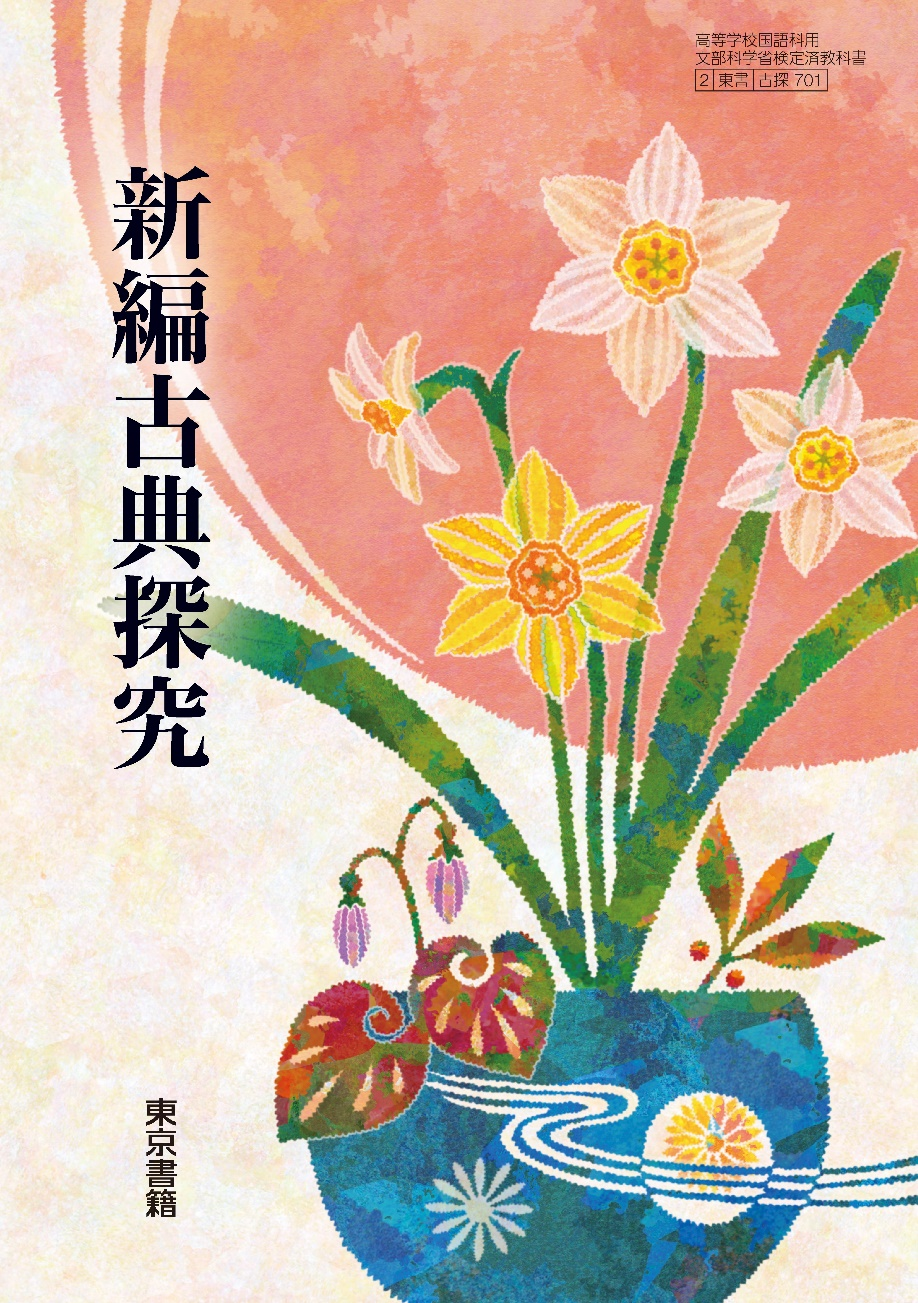 高等学校国語科用
文部科学省検定済教科書
2 東書 古探 701
新編古典探究
東京書籍